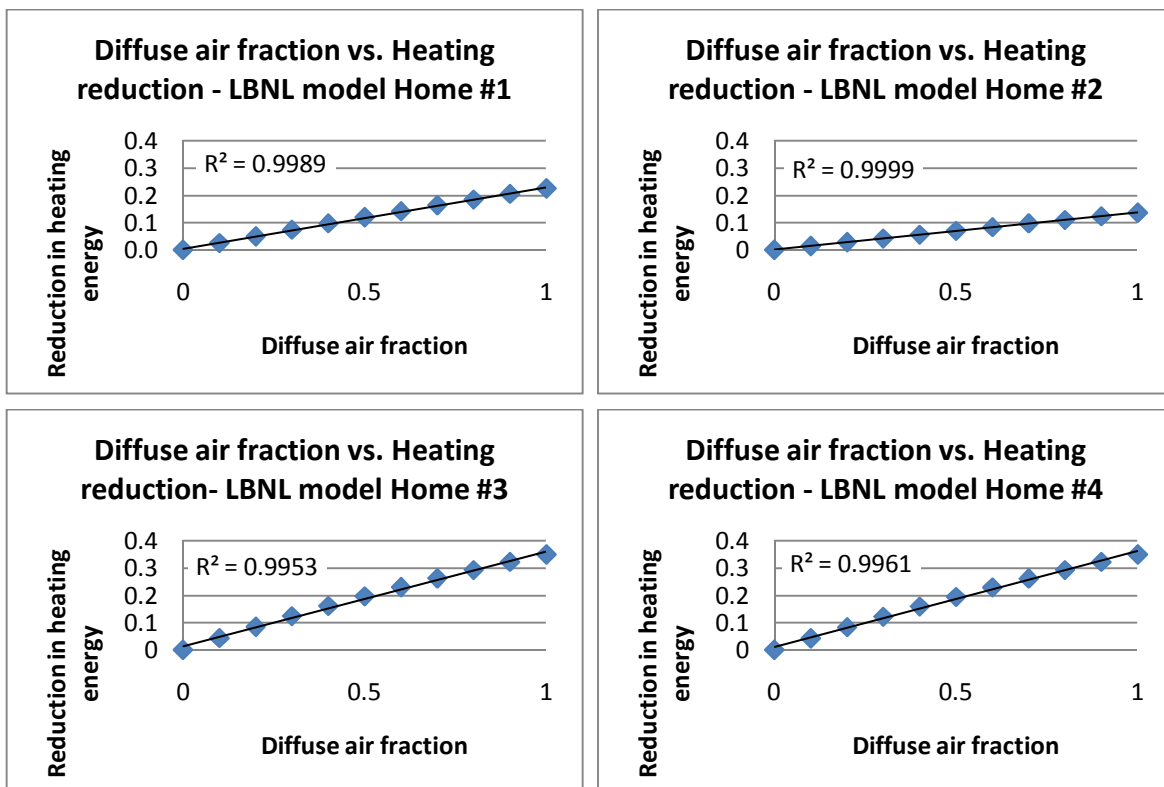 Diffuse air fraction vs. Heating
reduction - LBNL model Home #1
Reduction in heating
energy
0.4
0.3
0.2
0.1
0.0
R² = 0.9989
0 0.5 1
Diffuse air fraction
Diffuse air fraction vs. Heating
reduction - LBNL model Home #2
Reduction in heating
energy
0.4
0.3
0.2
0.1
0.0
R² = 0.9999
0 0.5 1
Diffuse air fraction
Diffuse air fraction vs. Heating
reduction- LBNL model Home #3
Reduction in heating
energy
0.4
0.3
0.2
0.1
0
R² = 0.9953
0 0.5 1
Diffuse air fraction
Diffuse air fraction vs. Heating
reduction - LBNL model Home #4
Reduction in heating
energy
0.4
0.3
0.2
0.1
0
R² = 0.9961
0 0.5 1
Diffuse air fraction